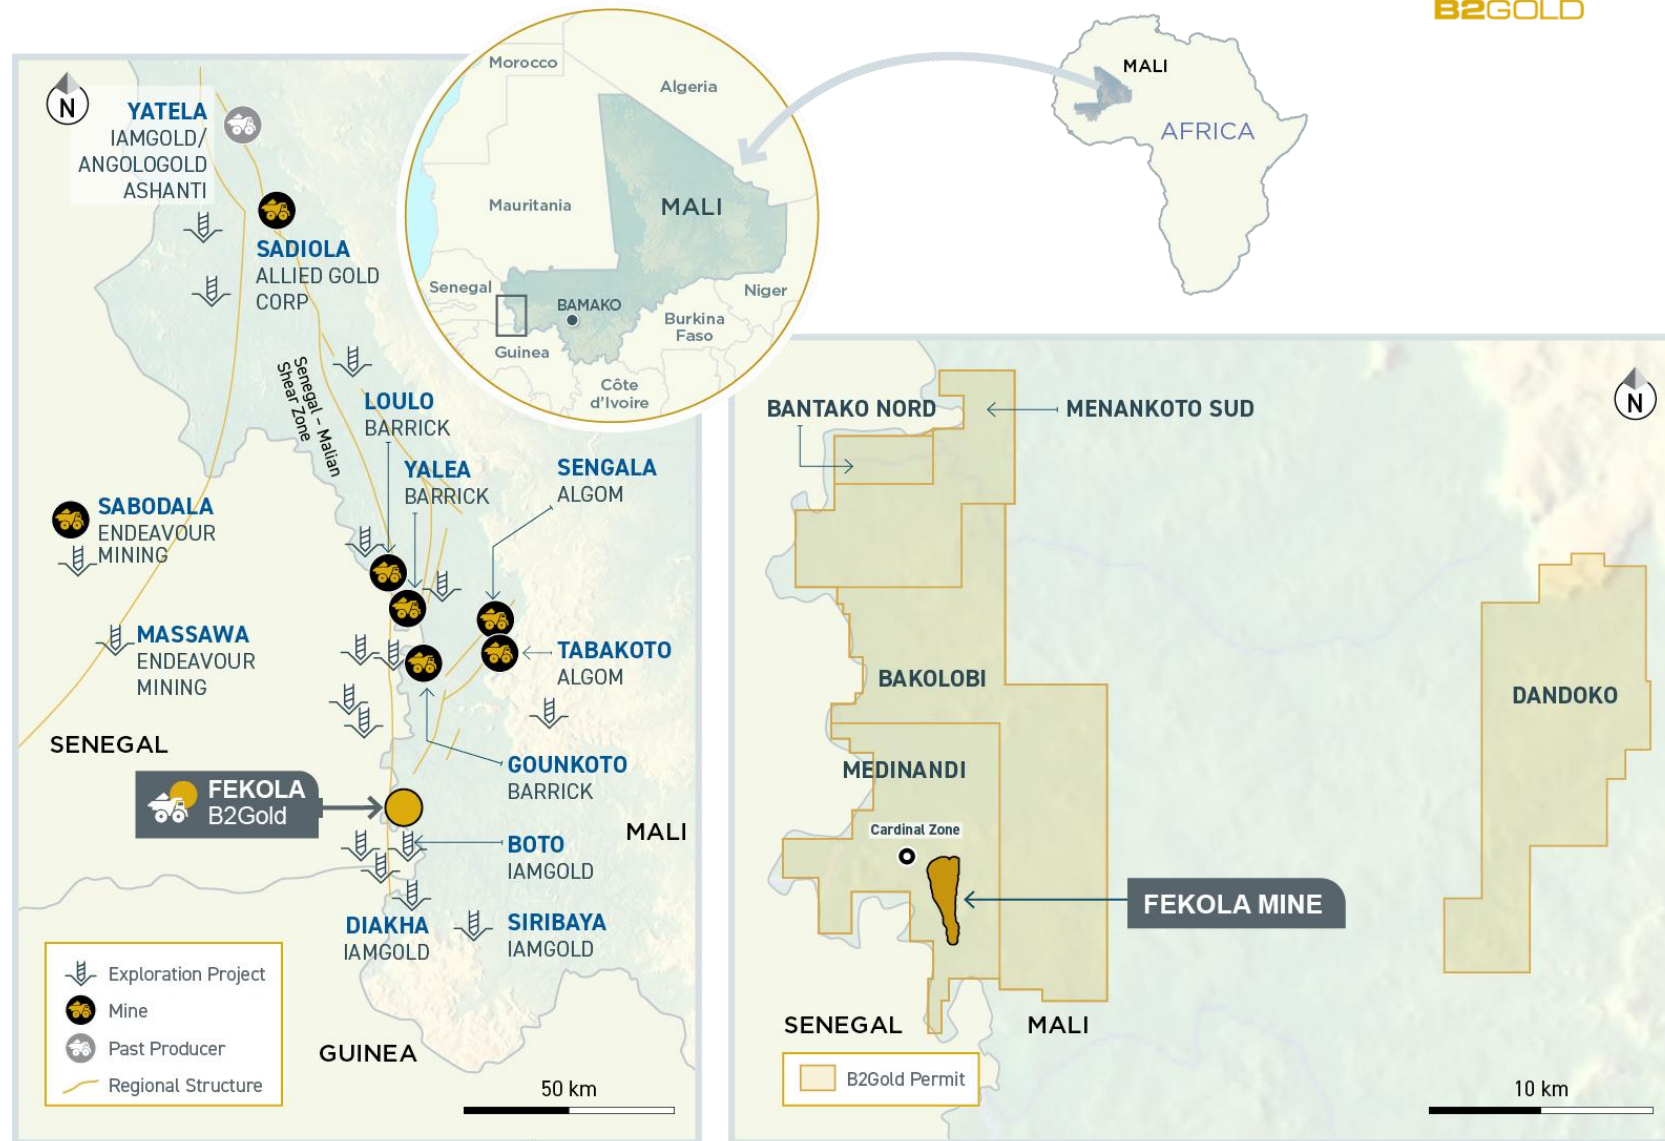 B2GOLD
N
YATELA
IAMGOLD/
ANGOLOGOLD
ASHANTI
SADIOLA
ALLIED GOLD
CORP
Senegal - Malian
Shear Zone
LOULO
BARRICK
YALEA
BARRICK
SENGALA
ALGOM
SABODALA
ENDEAVOUR
MINING
MASSAWA
ENDEAVOUR
MINING
TABAKOTO
ALGOM
SENEGAL
GOUNKOTO
BARRICK
FEKOLA
B2Gold
MALI
BOTO
IAMGOLD
DIAKHA
IAMGOLD
SIRIBAYA
IAMGOLD
GUINEA
Exploration Project
Mine
Past Producer
Regional Structure
50 km
Morocco
Algeria
Mauritania
MALI
Senegal
BAMAKO
Niger
Burkina
Faso
Guinea
Côte
d'Ivoire
MALI
AFRICA
N
BANTAKO NORD
MENANKOTO SUD
BAKOLOBI
DANDOKO
MEDINANDI
Cardinal Zone
FEKOLA MINE
SENEGAL
MALI
B2Gold Permit
10 km